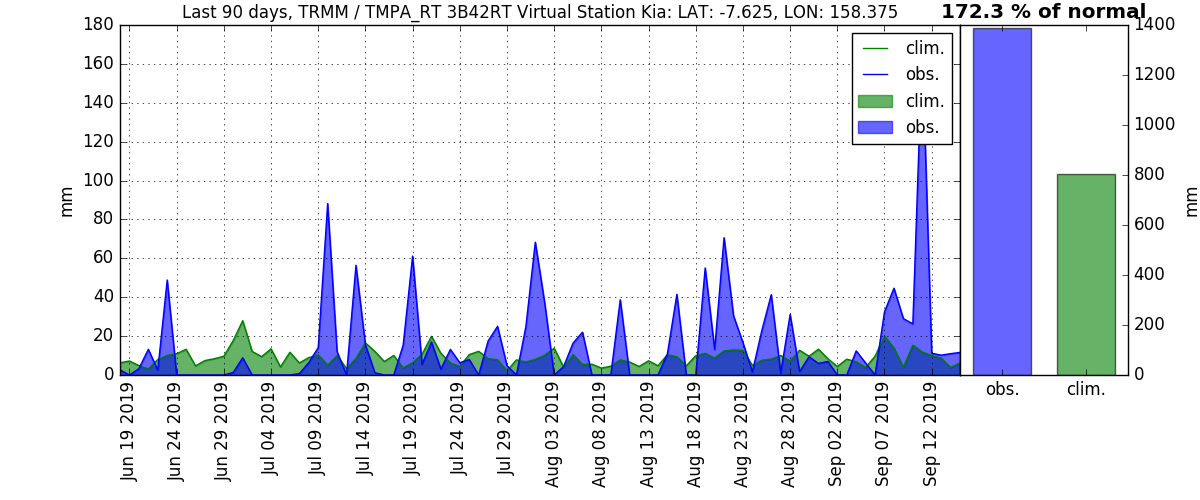 Last 90 days, TRMM / TMPA_RT 3B42RT Virtual Station Kia: LAT: -7.625, LON: 158.375
172.3 % of normal
180
160
140
120
100
80
60
40
20
0
mm
clim.
obs.
clim.
obs.
Jun 19 2019
Jun 24 2019
Jun 29 2019
Jul 04 2019
Jul 09 2019
Jul 14 2019
Jul 19 2019
Jul 24 2019
Jul 29 2019
Aug 03 2019
Aug 08 2019
Aug 13 2019
Aug 18 2019
Aug 23 2019
Aug 28 2019
Sep 02 2019
Sep 07 2019
Sep 12 2019
1400
1200
1000
800
600
400
200
0
mm
obs.
clim.